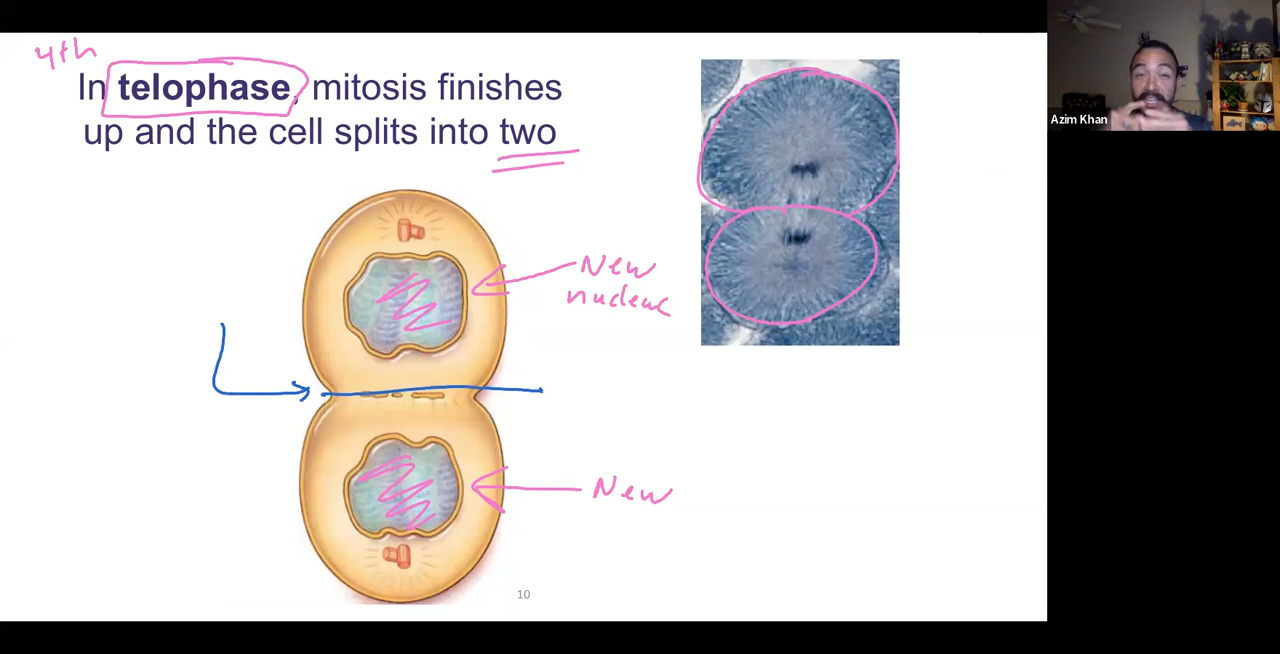 4th
In telophase, mitosis finishes
up and the cell splits into two
New
nucleus
New
10
Azim Khan